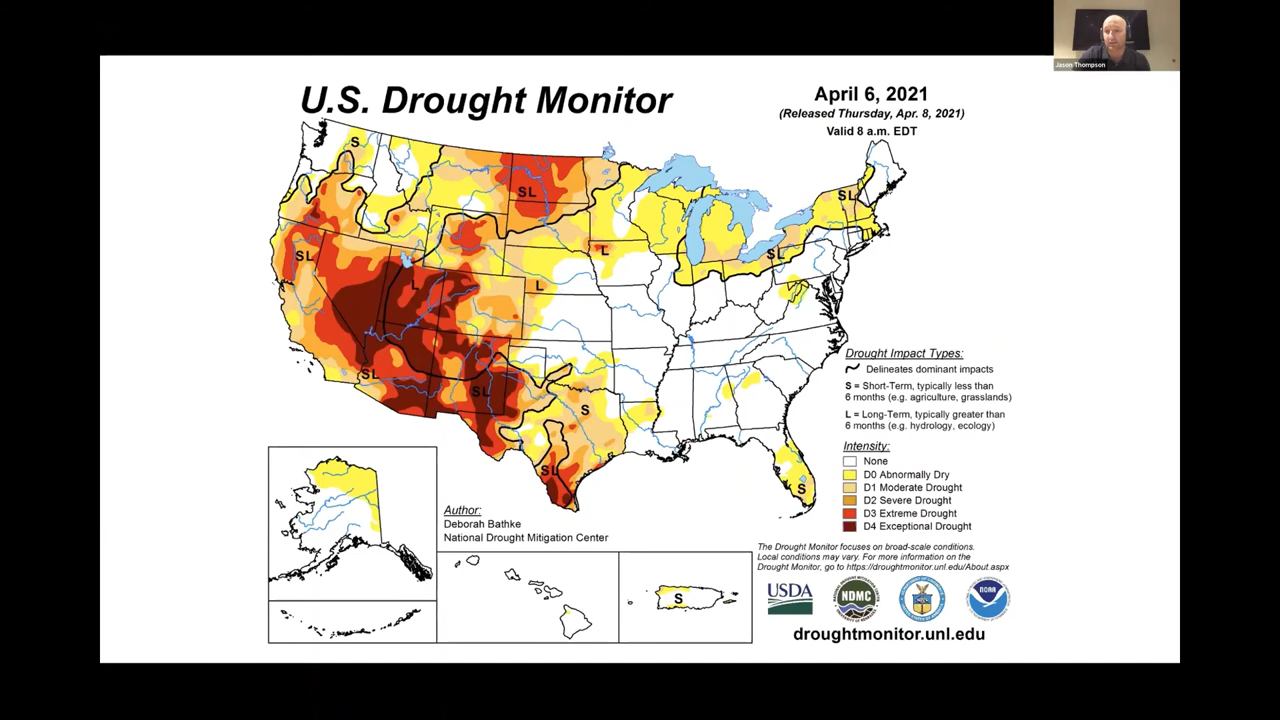 Jason Thompson
U.S. Drought Monitor
April 6, 2021
(Released Thursday, Apr. 8, 2021)
Valid 8 a.m. EDT
S
SL
SL
SL
L
SL
L
L
SL
SL
S
SL
S
Drought Impact Types:
Delineates dominant impacts
S = Short-Term, typically less than
6 months (e.g. agriculture, grasslands)
L = Long-Term, typically greater than
6 months (e.g. hydrology, ecology)
Intensity:
None
D0 Abnormally Dry
D1 Moderate Drought
D2 Severe Drought
D3 Extreme Drought
D4 Exceptional Drought
Author:
Deborah Bathke
National Drought Mitigation Center
The Drought Monitor focuses on broad-scale conditions.
Local conditions may vary. For more information on the
Drought Monitor, go to https://droughtmonitor.unl.edu/About.aspx
S
USDA
NDMC
NOAA
droughtmonitor.unl.edu